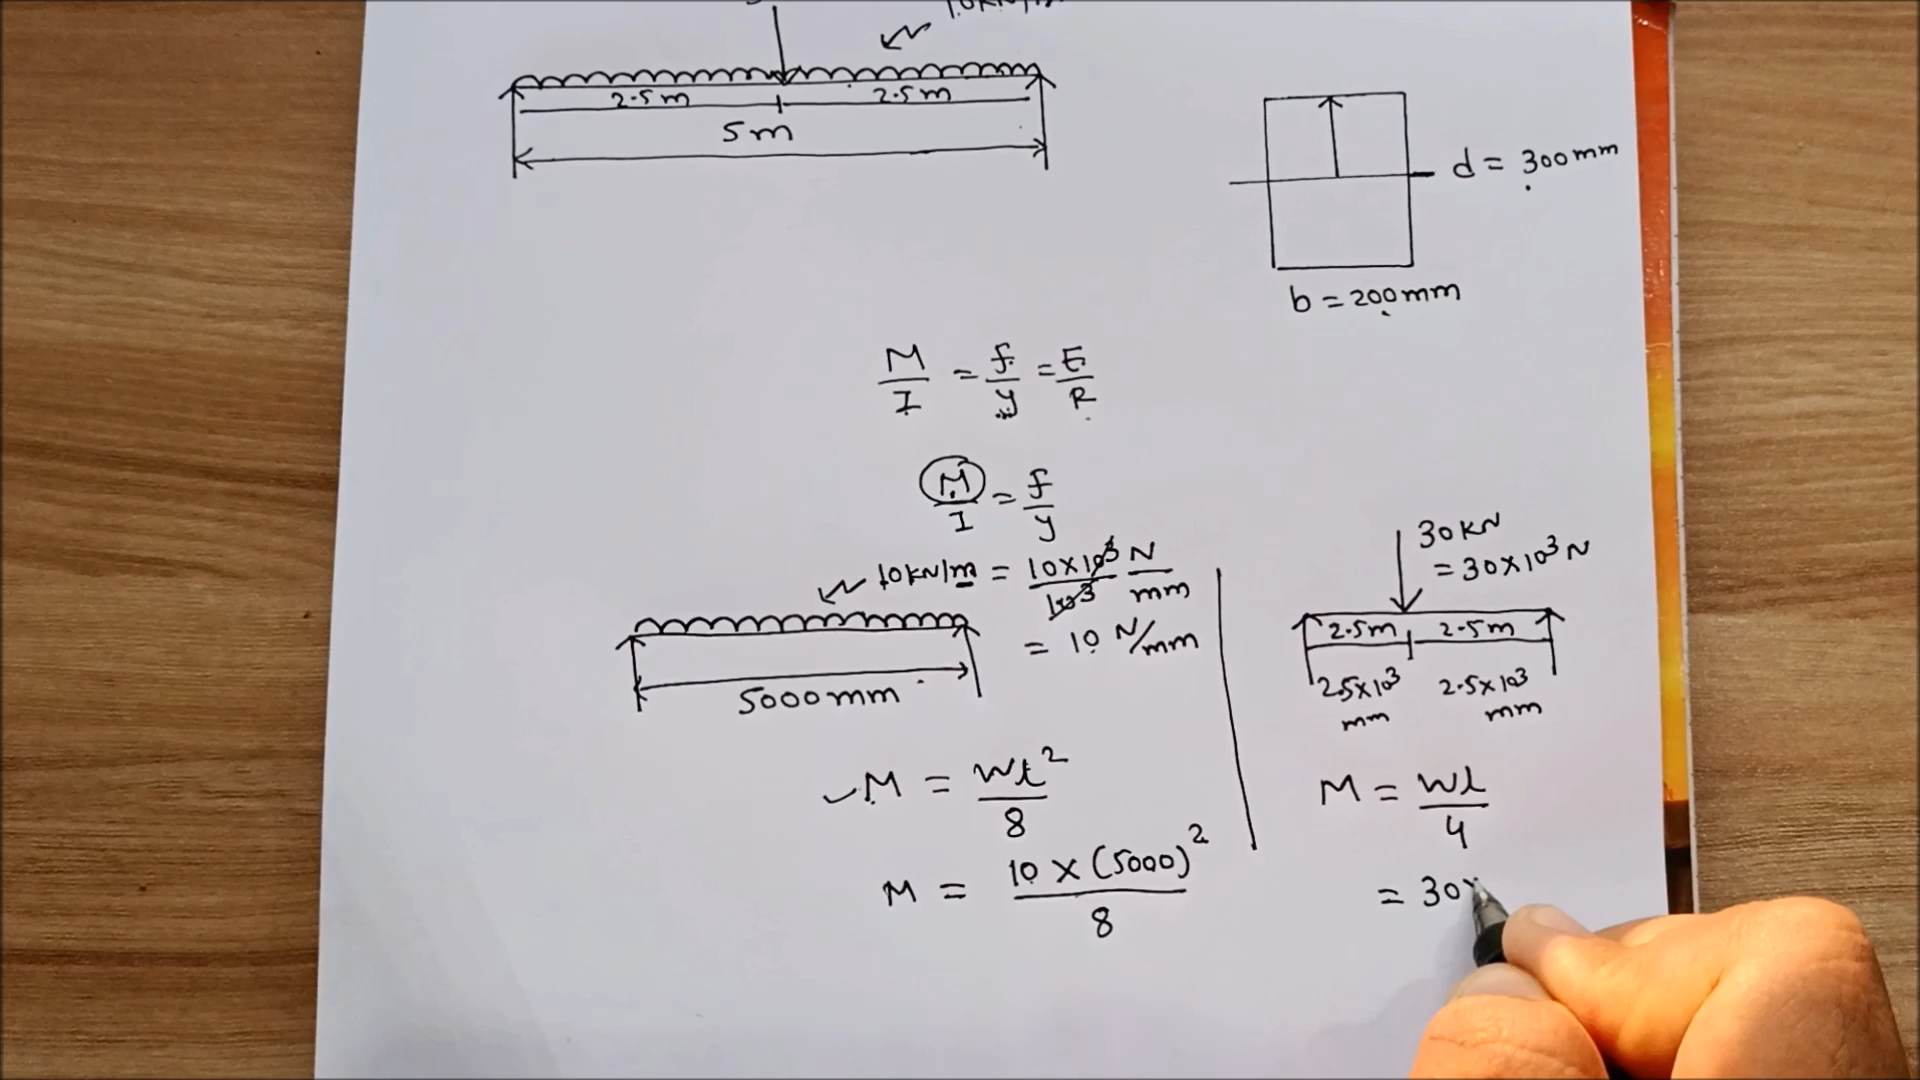 2.5m 2.5m
5m
d = 300mm
b = 200mm
M/I = f/y = E/R
M/I = f/y
10KN/m = 10×10³/10³ N/mm
= 10 N/mm
5000mm
M = wl²/8
M = 10 × (5000)²/8
30KN
= 30×10³ N
2.5m 2.5m
2.5×10³ mm 2.5×10³ mm
M = Wl/4
= 30×